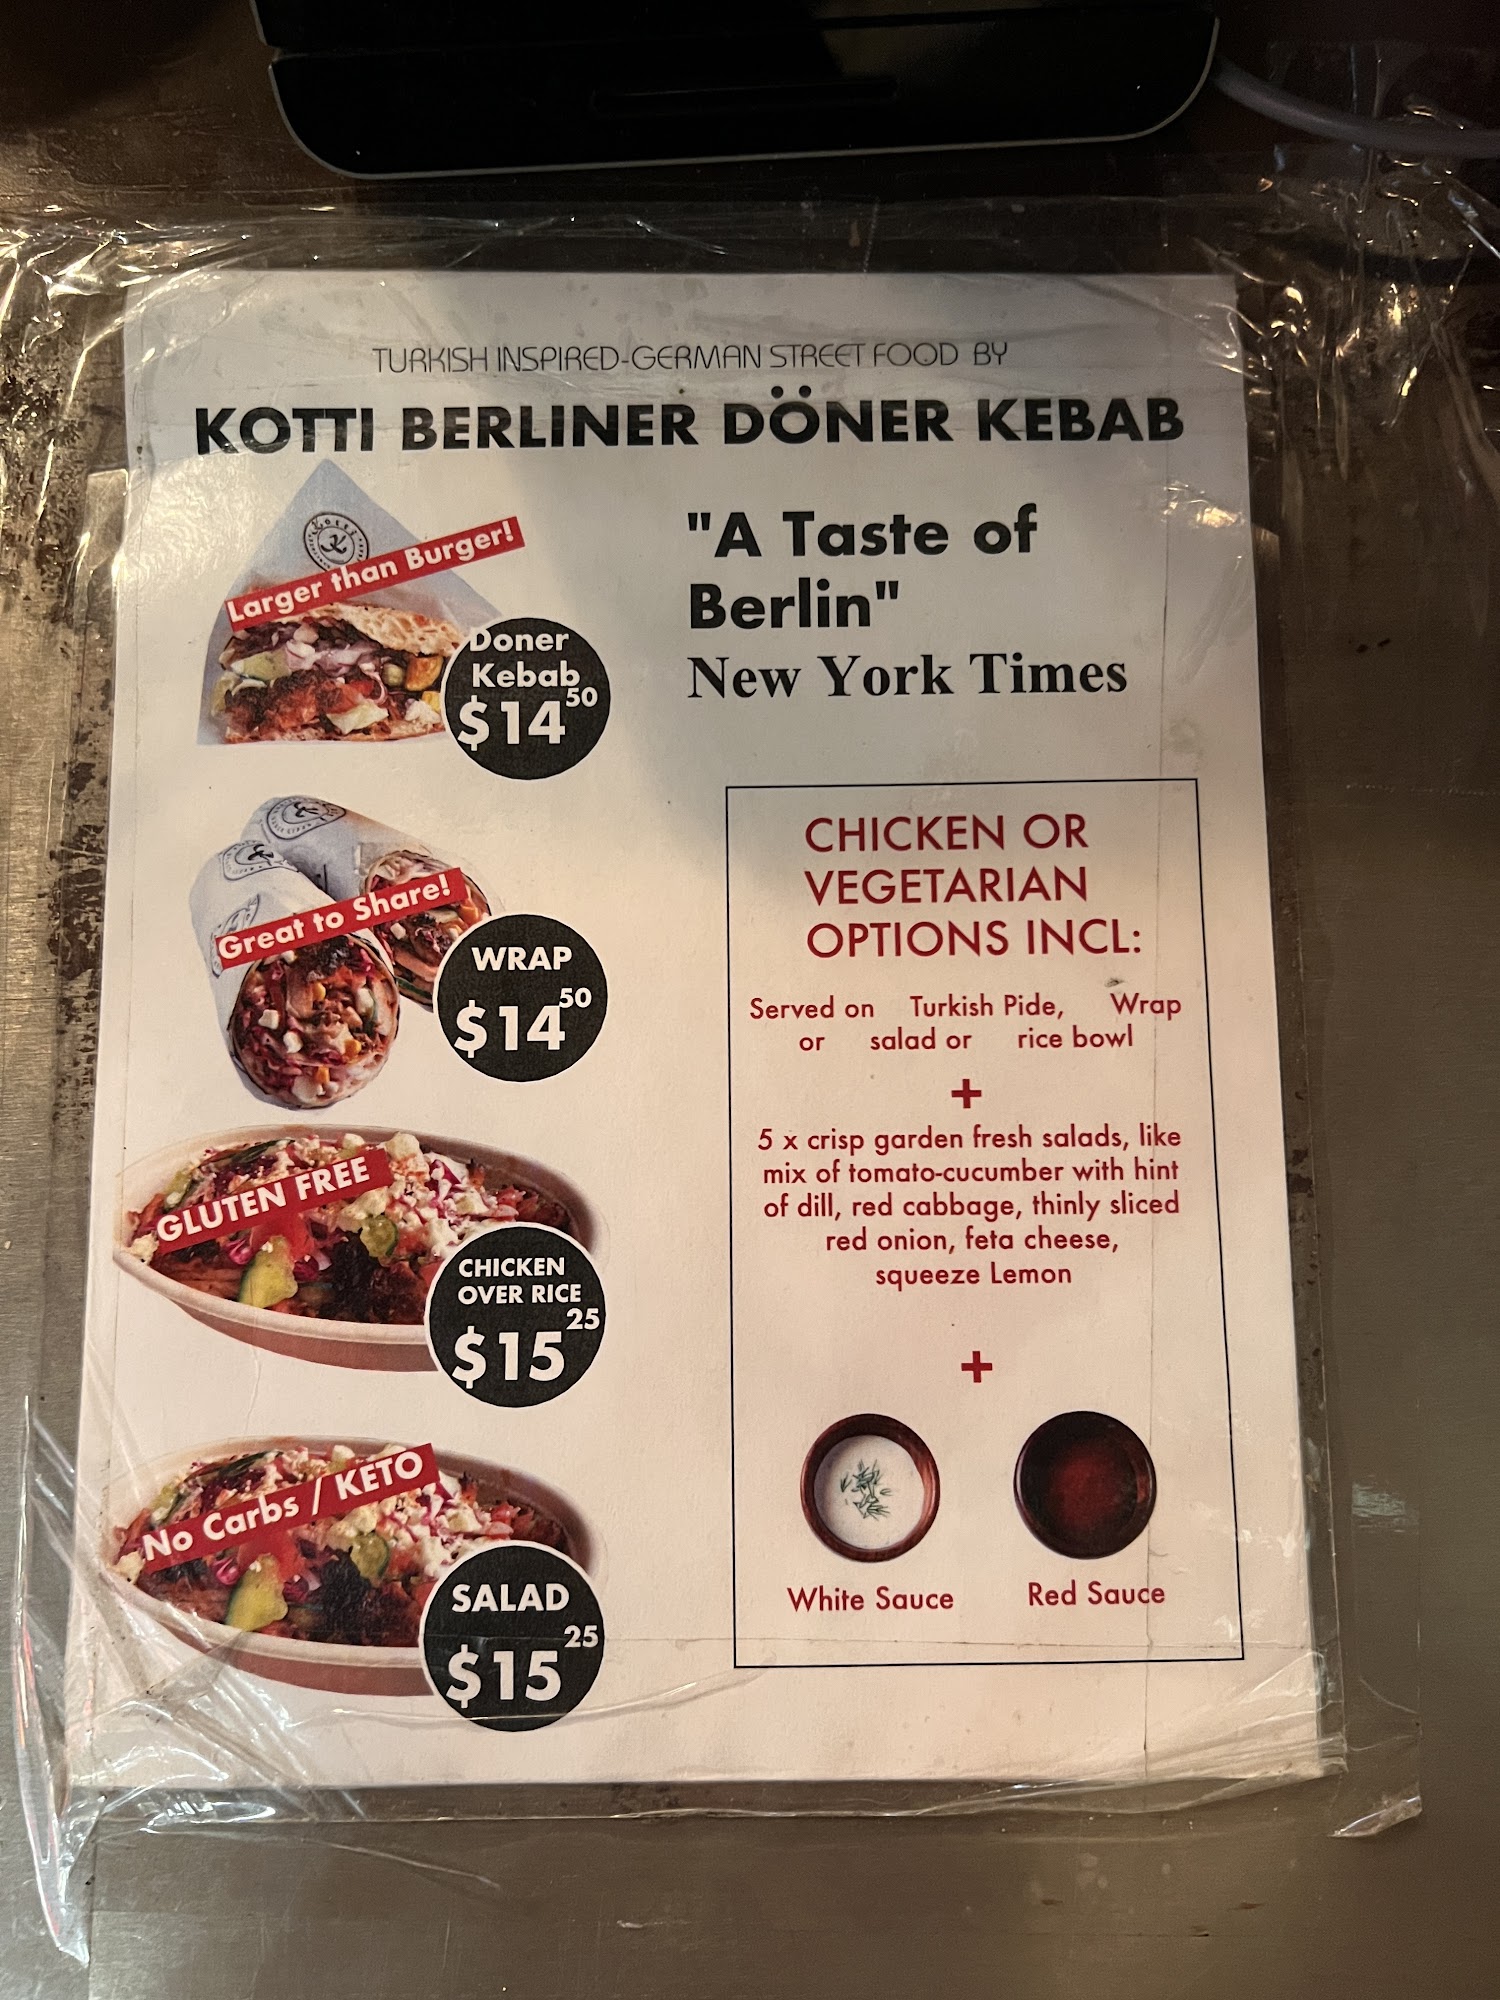 TURKISH INSPIRED-GERMAN STREET FOOD BY
KOTTI BERLINER DÖNER KEBAB
Larger than Burger!
Doner
Kebab
$14 50
"A Taste of
Berlin"
New York Times
Great to Share!
WRAP
$14 50
GLUTEN FREE
CHICKEN
OVER RICE
$15 25
No Carbs / KETO
SALAD
$15 25
CHICKEN OR
VEGETARIAN
OPTIONS INCL:
Served on Turkish Pide, Wrap
or salad or rice bowl
+
5 x crisp garden fresh salads, like
mix of tomato-cucumber with hint
of dill, red cabbage, thinly sliced
red onion, feta cheese,
squeeze Lemon
+
White Sauce Red Sauce